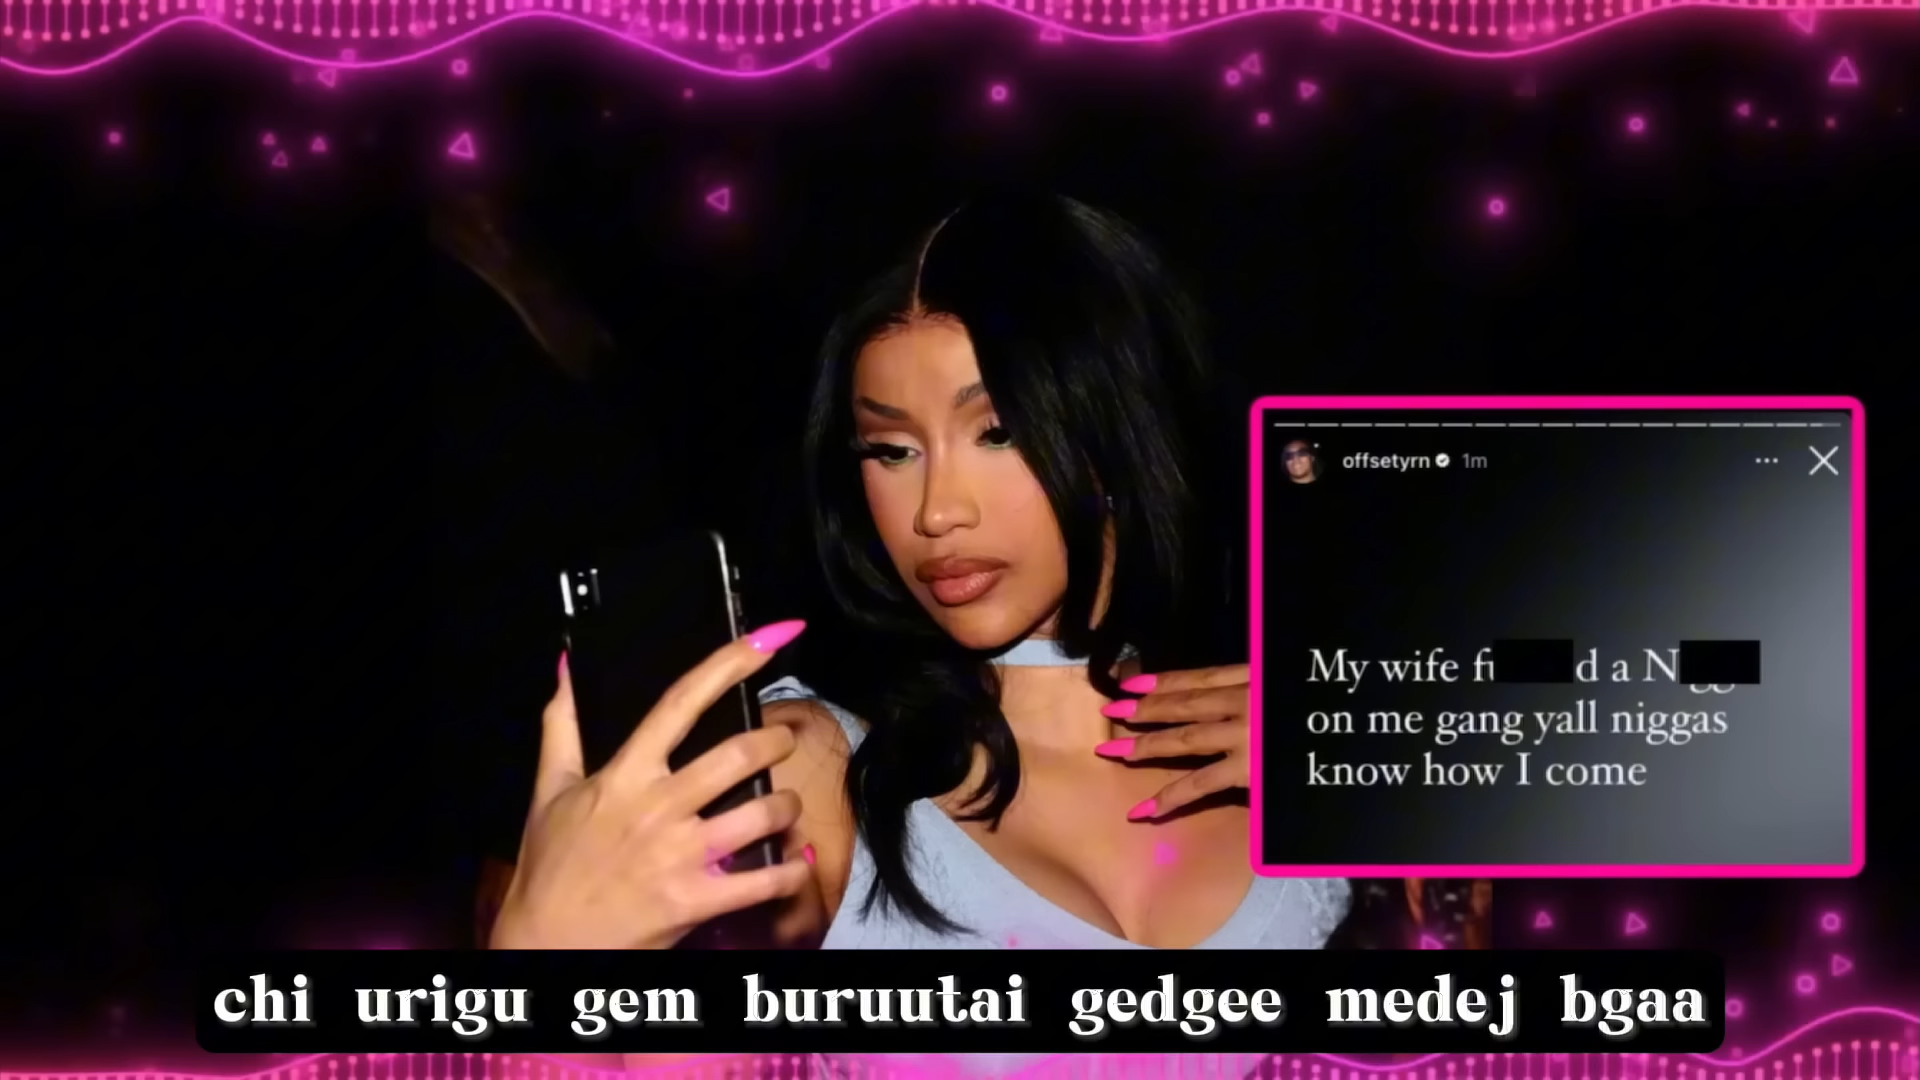 offsetyrn 1m
My wife fu d a N
on me gang yall niggas
know how I come
chi urigu gem buruutai gedgee medej bgaa